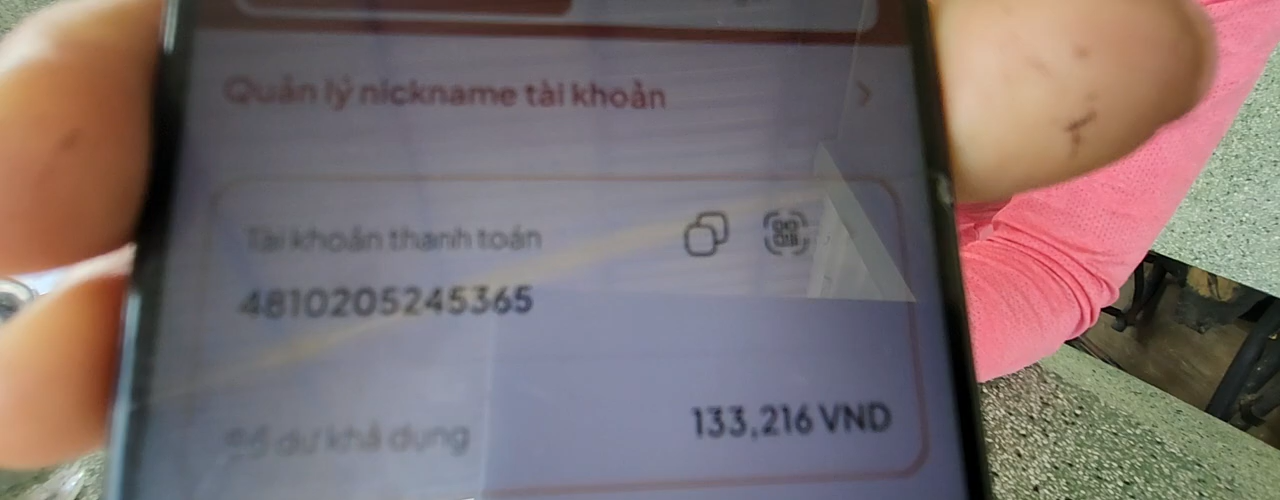 Quản lý nickname tài khoản
Tài khoản thanh toán
4810205245365
Số dư khả dụng
133,216 VND